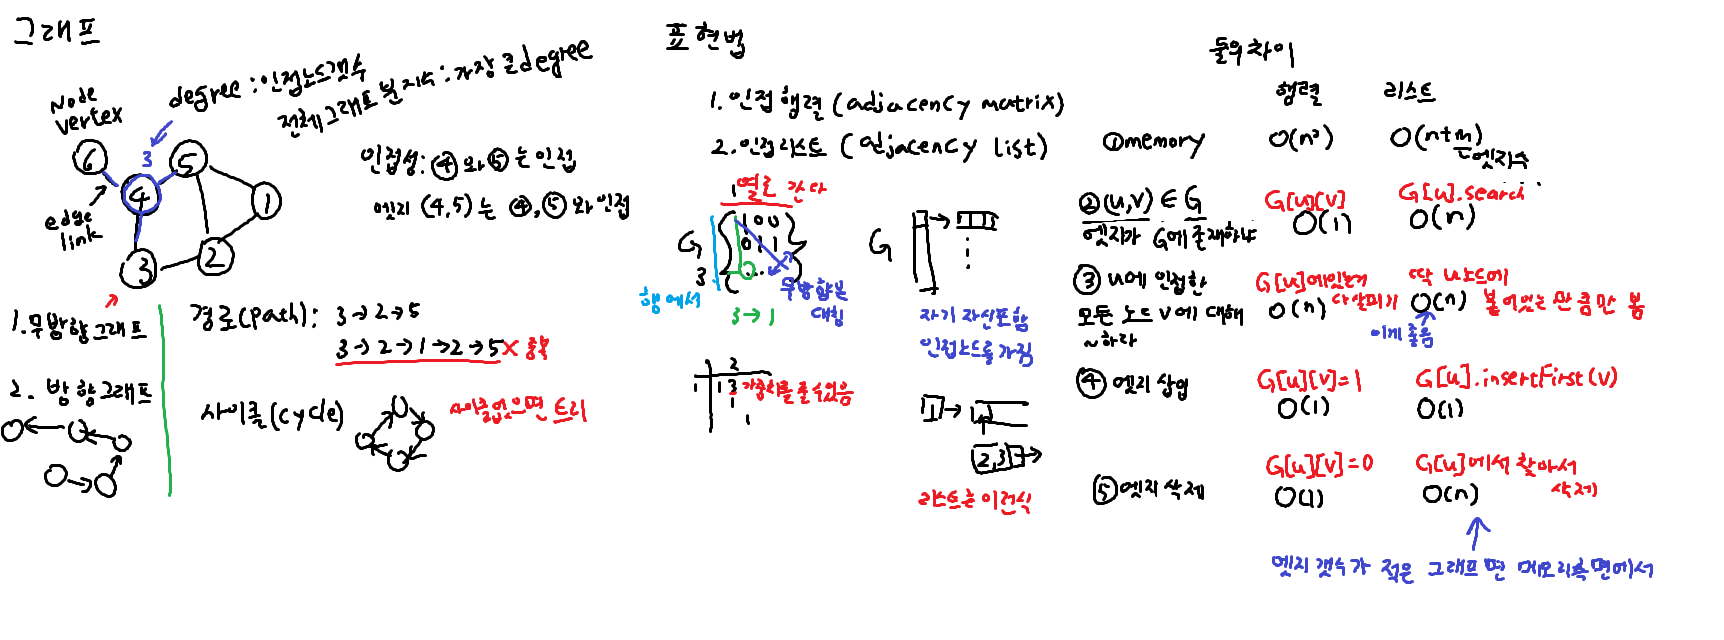 그래프
Node
vertex
degree : 인접노드갯수
전체그래프 분지수 : 가장 큰 degree
6
3
5
4
1
edge
link
3
2
인접성: ④와⑤는 인접
엣지 (4,5)는 ④,⑤와 인접
1. 무방향그래프
2. 방향그래프
경로(path): 3→2→5
3→2→1→2→5 × 중복
사이클(cycle)
사이클없으면 트리
표현법
1. 인접행렬(adjacency matrix)
2. 인접리스트 (adjacency list)
1 열로 간다
G
1 0 0
0 1 1
3
...
행에서
무방향은
대칭
3→1
2
1 1 3 가중치를 줄수있음
1
1
G
자기 자신포함
인접노드를 가짐
1
2,3
리스트는 이런식
둘의차이
행렬 리스트
①memory O(n²) O(n+m)
엣지수
②(u,v) ∈ G G[u][v] G[u].search
엣지가 G에 존재하냐 O(1) O(n)
③ u에 인접한 G[u]에있는거 딱 u노드에
모든 노드 v에 대해 O(n) 다살피기 O(n) 붙어있는 만큼만 봄
~하라 이게 좋음
④ 엣지 삽입 G[u][v]=1 G[u].insertFirst(v)
O(1) O(1)
⑤엣지 삭제 G[u][v]=0 G[u]에서 찾아서
삭제
O(1) O(n)
엣지 갯수가 적은 그래프면 메모리측면에서